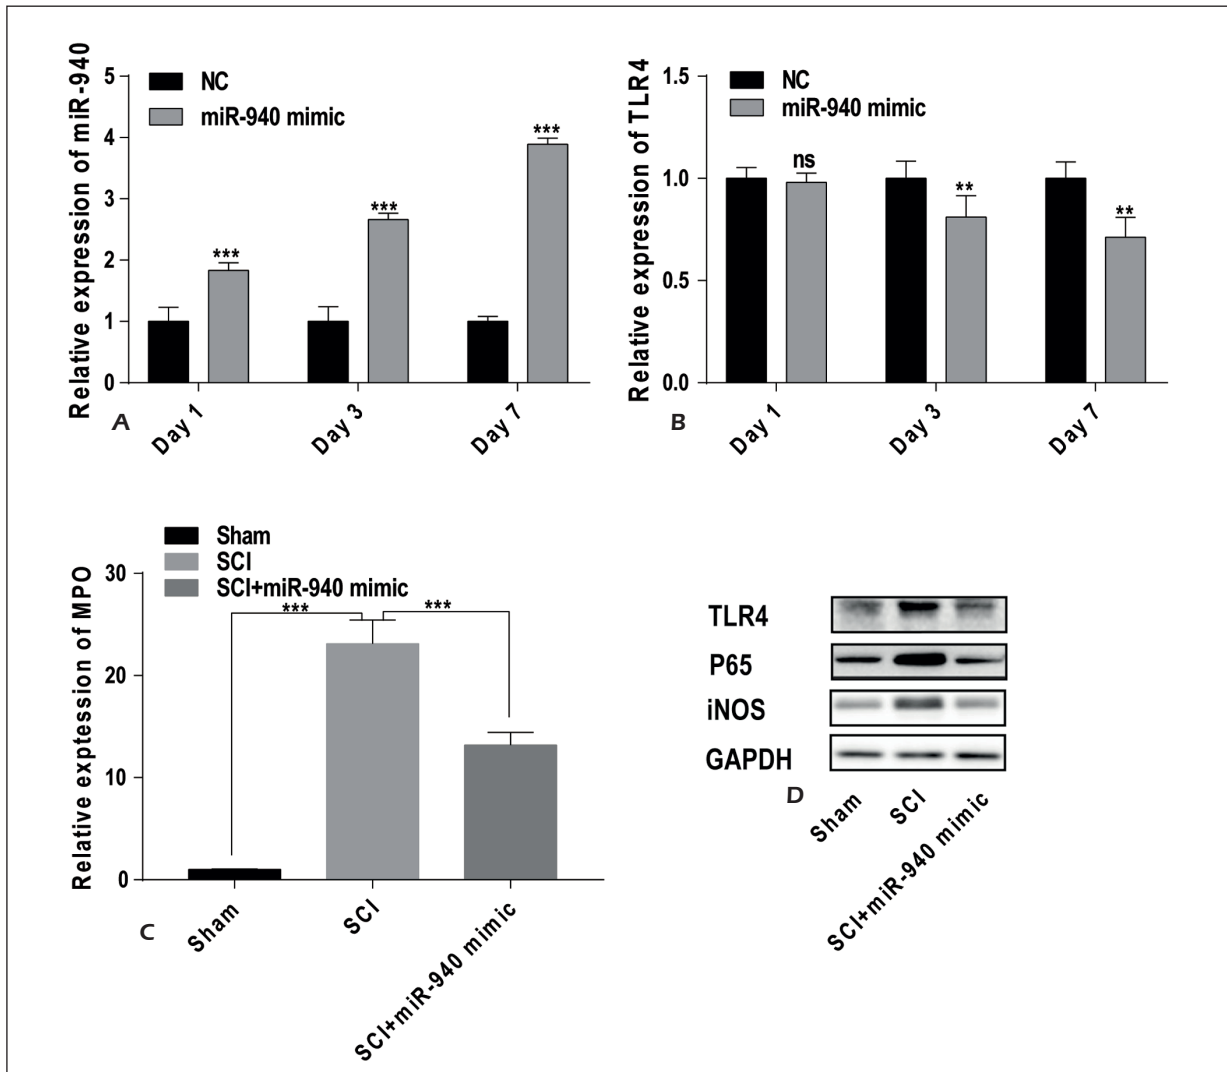 Relative expression of miR-940
5
4
3
2
1
0
NC
miR-940 mimic
***
***
***
Day 1
Day 3
Day 7
A
Relative expression of TLR4
1.5
1.0
0.5
0.0
NC
miR-940 mimic
ns
**
**
Day 1
Day 3
Day 7
B
Relative exptession of MPO
30
20
10
0
Sham
SCI
SCI+miR-940 mimic
***
***
Sham
SCI
SCI+miR-940 mimic
C
TLR4
P65
iNOS
GAPDH
D
Sham
SCI
SCI+miR-940 mimic